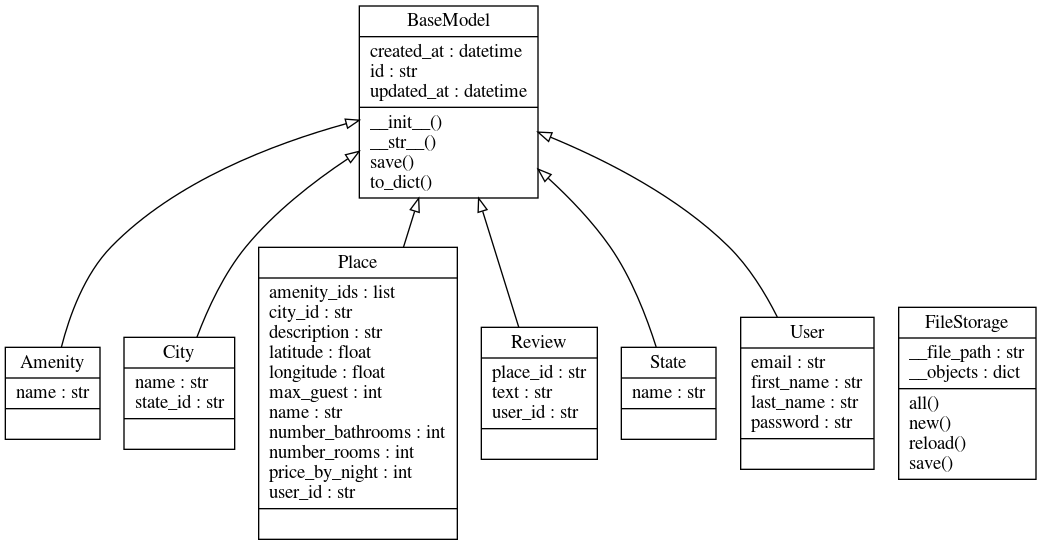 BaseModel
created_at : datetime
id : str
updated_at : datetime
__init__()
__str__()
save()
to_dict()
Amenity
name : str
City
name : str
state_id : str
Place
amenity_ids : list
city_id : str
description : str
latitude : float
longitude : float
max_guest : int
name : str
number_bathrooms : int
number_rooms : int
price_by_night : int
user_id : str
Review
place_id : str
text : str
user_id : str
State
name : str
User
email : str
first_name : str
last_name : str
password : str
FileStorage
__file_path : str
__objects : dict
all()
new()
reload()
save()